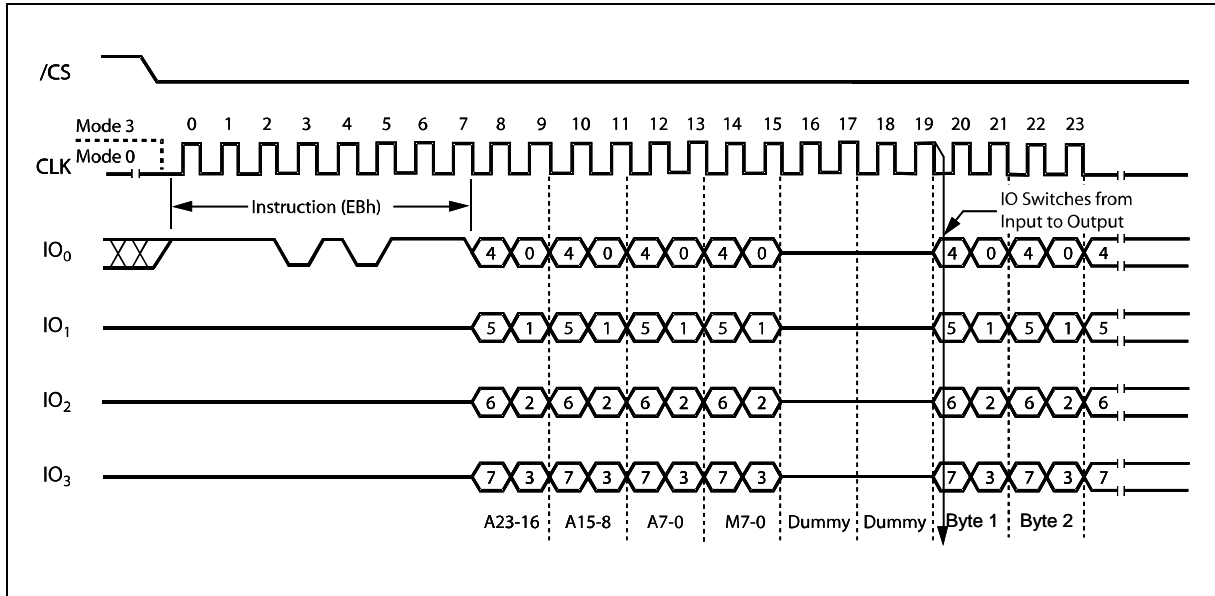 /CS
Mode 3
0 1 2 3 4 5 6 7 8 9 10 11 12 13 14 15 16 17 18 19 20 21 22 23
CLK
Mode 0
Instruction (EBh)
IO Switches from
Input to Output
IO₀
4 0 4 0 4 0 4 0 4 0 4 0 4
IO₁
5 1 5 1 5 1 5 1 5 1 5 1 5
IO₂
6 2 6 2 6 2 6 2 6 2 6 2 6
IO₃
7 3 7 3 7 3 7 3 7 3 7 3 7
A23-16 A15-8 A7-0 M7-0 Dummy Dummy Byte 1 Byte 2